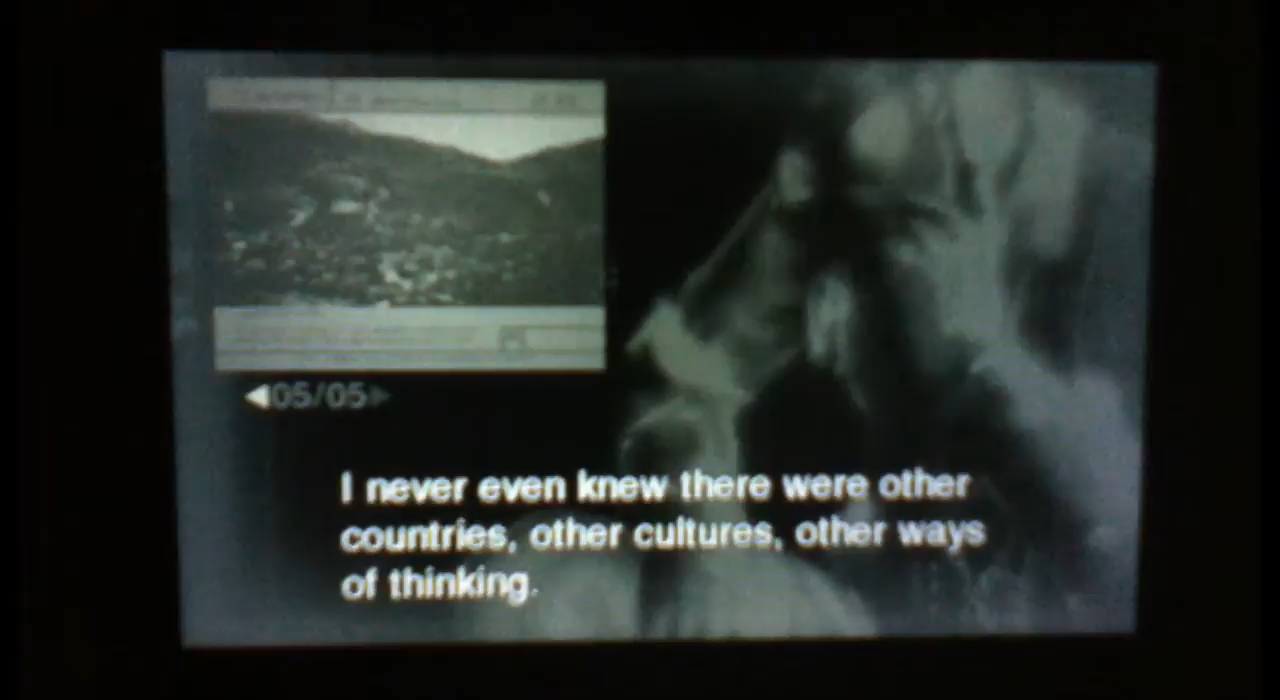 05/05
I never even knew there were other
countries, other cultures, other ways
of thinking.